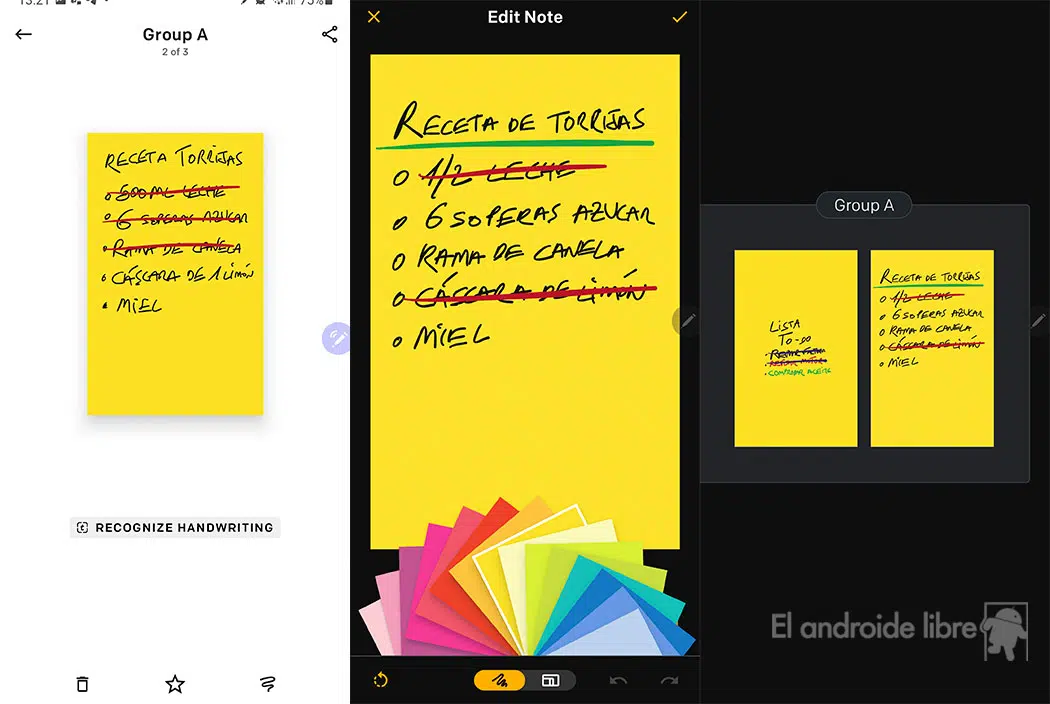 13:21
75%
Group A
2 of 3
RECETA TORRIJAS
500ML LECHE
6 SOPERAS AZUCAR
RAMA DE CANELA
CÁSCARA DE 1 LIMÓN
MIEL
RECOGNIZE HANDWRITING
Edit Note
RECETA DE TORRIJAS
1/2 LECHE
6 SOPERAS AZUCAR
RAMA DE CANELA
CÁSCARA DE LIMÓN
MIEL
Group A
LISTA
TO-DO
COMPROBAR ACEITE
RECETA DE TORRIJAS
1/2 LECHE
6 SOPERAS AZUCAR
RAMA DE CANELA
CÁSCARA DE LIMÓN
MIEL
El androide libre